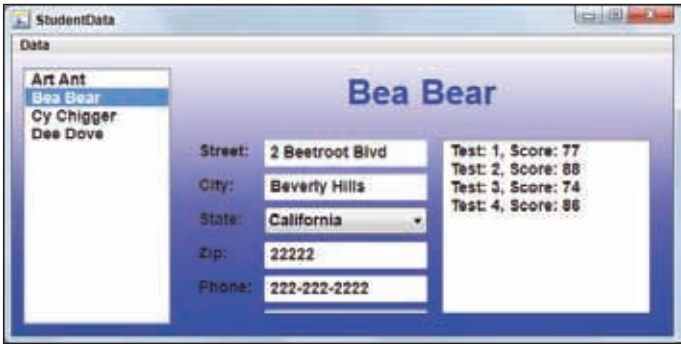 StudentData
Data
Art Ant
Bea Bear
Cy Chigger
Dee Dove
Bea Bear
Street: 2 Beetroot Blvd
City: Beverly Hills
State: California
Zip: 22222
Phone: 222-222-2222
Test: 1, Score: 77
Test: 2, Score: 88
Test: 3, Score: 74
Test: 4, Score: 86